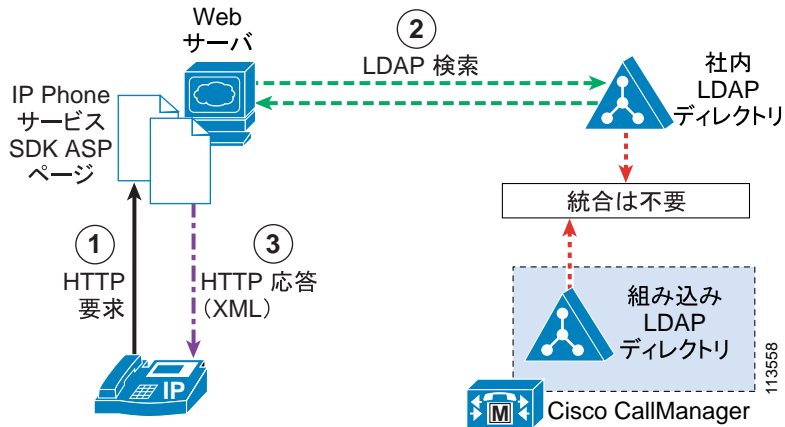 Web
サーバ
②
LDAP 検索
社内
LDAP
ディレクトリ
IP Phone
サービス
SDK ASP
ページ
統合は不要
①
HTTP
要求
③
HTTP 応答
（XML）
組み込み
LDAP
ディレクトリ
IP
M
Cisco CallManager
113558